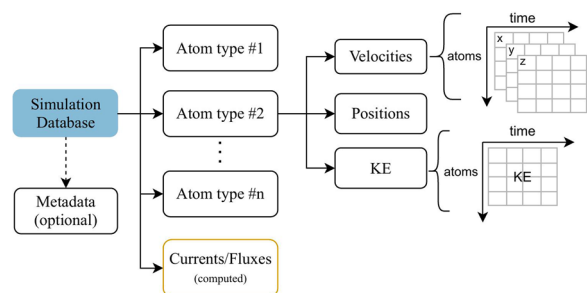 Simulation
Database
Metadata
(optional)
Atom type #1
Atom type #2
Atom type #n
Currents/Fluxes
(computed)
Velocities
Positions
KE
atoms
time
x
y
z
atoms
time
KE